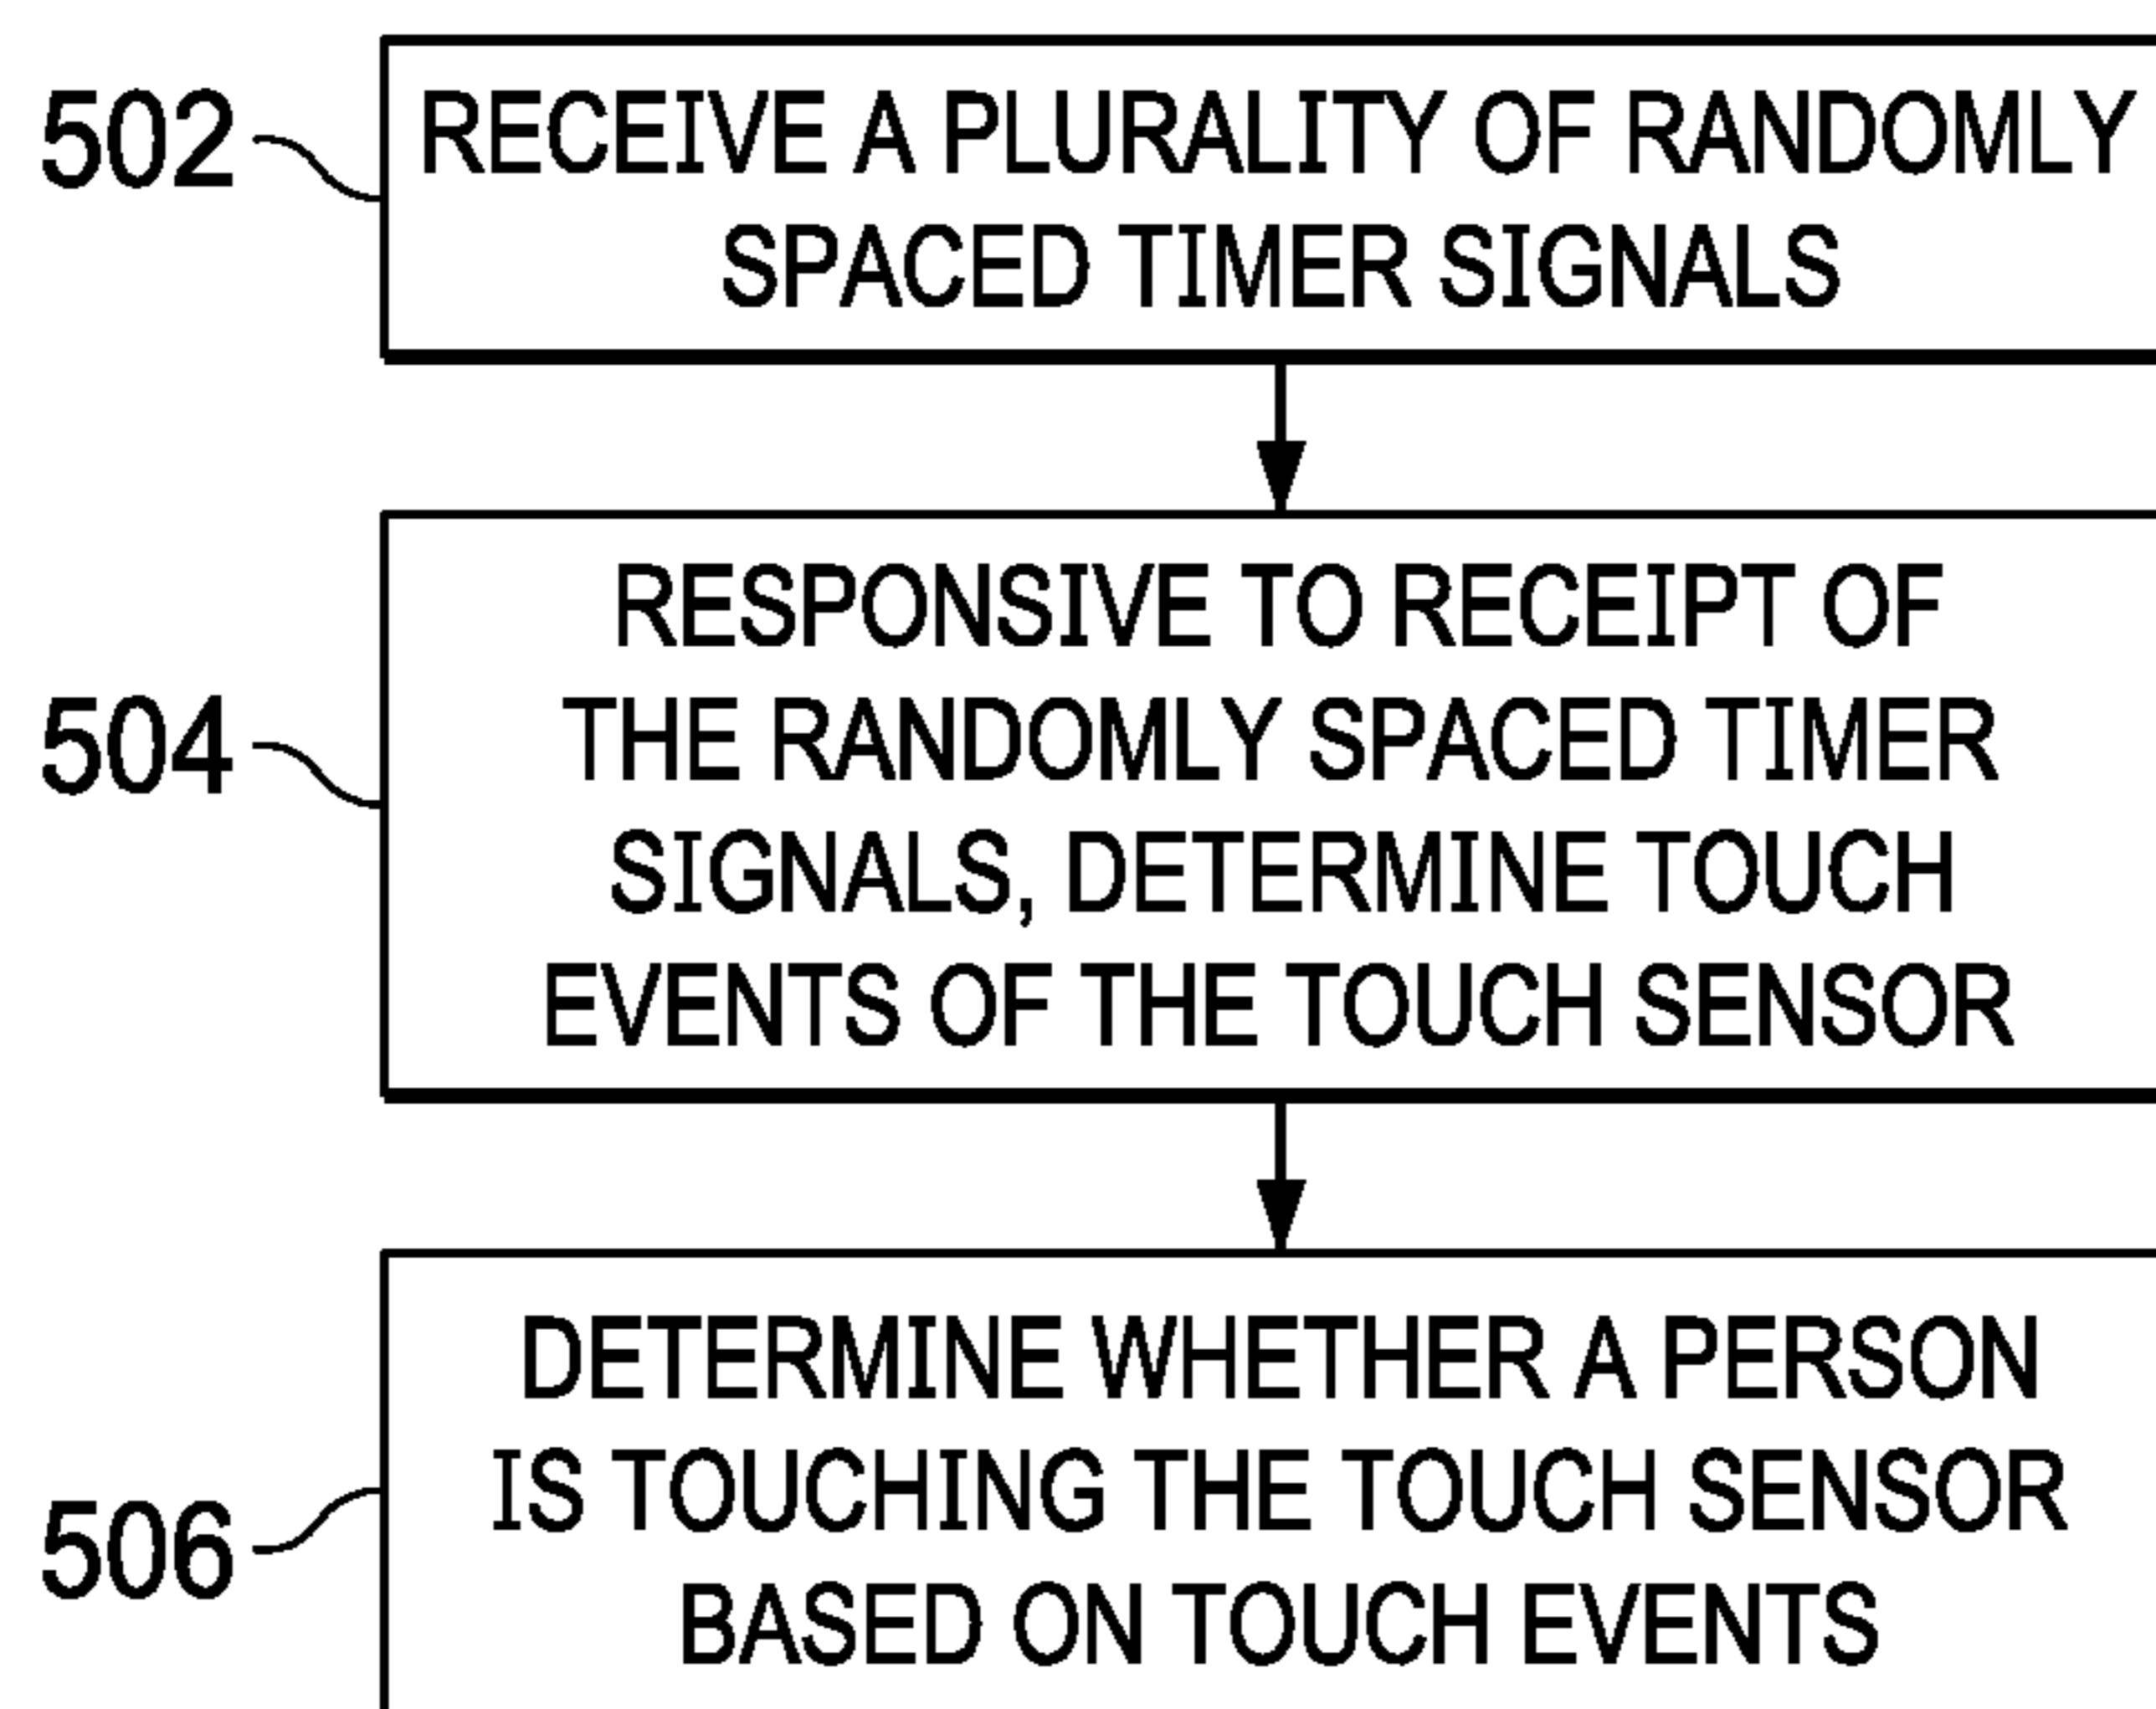 502
RECEIVE A PLURALITY OF RANDOMLY
SPACED TIMER SIGNALS
504
RESPONSIVE TO RECEIPT OF
THE RANDOMLY SPACED TIMER
SIGNALS, DETERMINE TOUCH
EVENTS OF THE TOUCH SENSOR
506
DETERMINE WHETHER A PERSON
IS TOUCHING THE TOUCH SENSOR
BASED ON TOUCH EVENTS